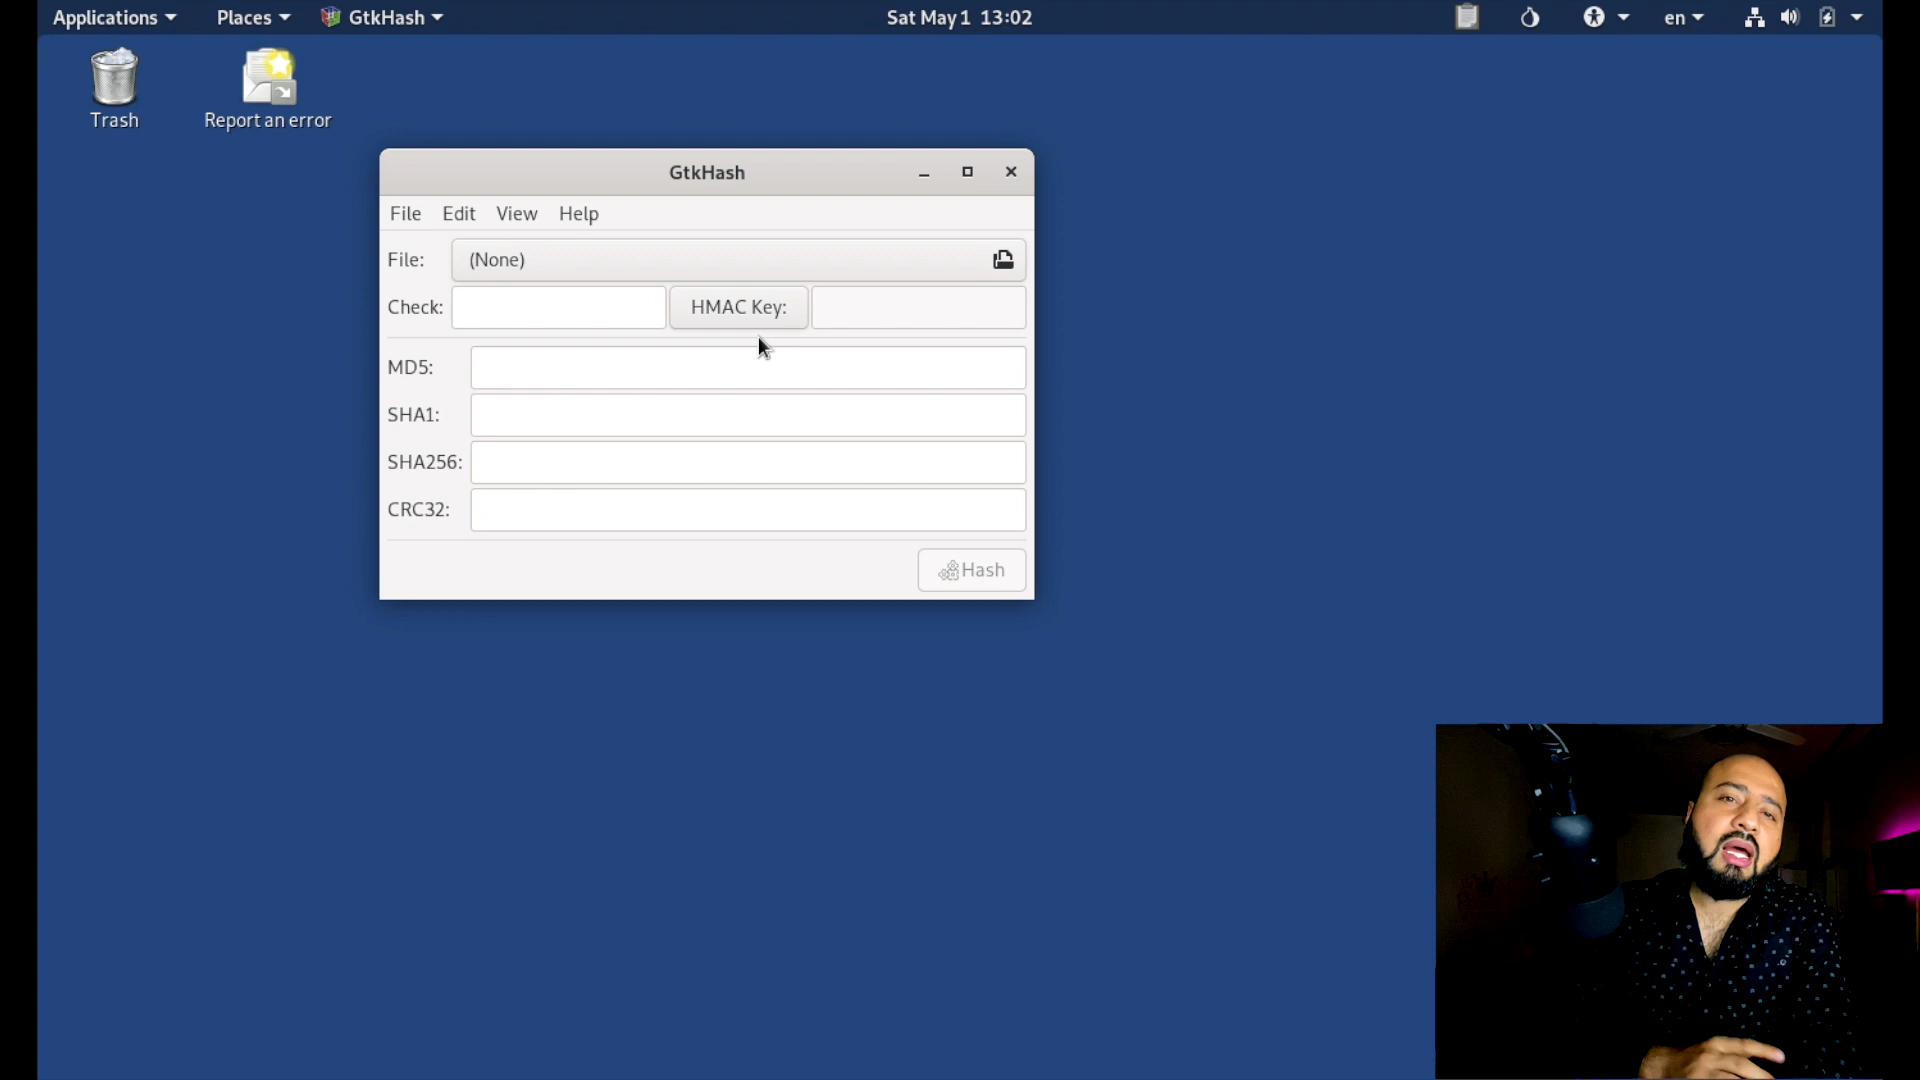 Applications Places GtkHash Sat May 1 13:02 en
Trash
Report an error
GtkHash
File Edit View Help
File: (None)
Check: HMAC Key:
MD5:
SHA1:
SHA256:
CRC32:
Hash